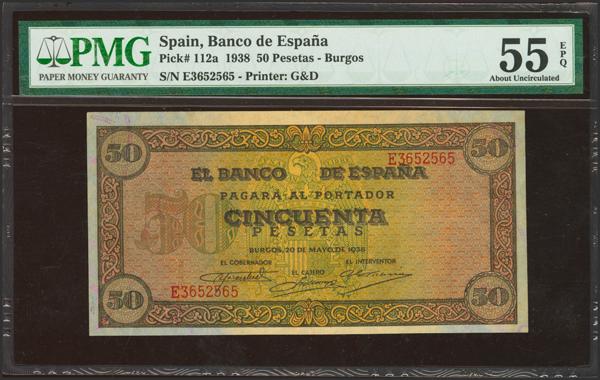 PMG
PAPER MONEY GUARANTY
Spain, Banco de España
Pick# 112a 1938 50 Pesetas - Burgos
S/N E3652565 - Printer: G&D
55 EPQ
About Uncirculated
50
50
E3652565
EL BANCO DE ESPAÑA
PAGARÁ AL PORTADOR
50
CINCUENTA
PESETAS
BURGOS, 20 DE MAYO DE 1938
EL GOBERNADOR EL CAJERO EL INTERVENTOR
E3652565
50
50